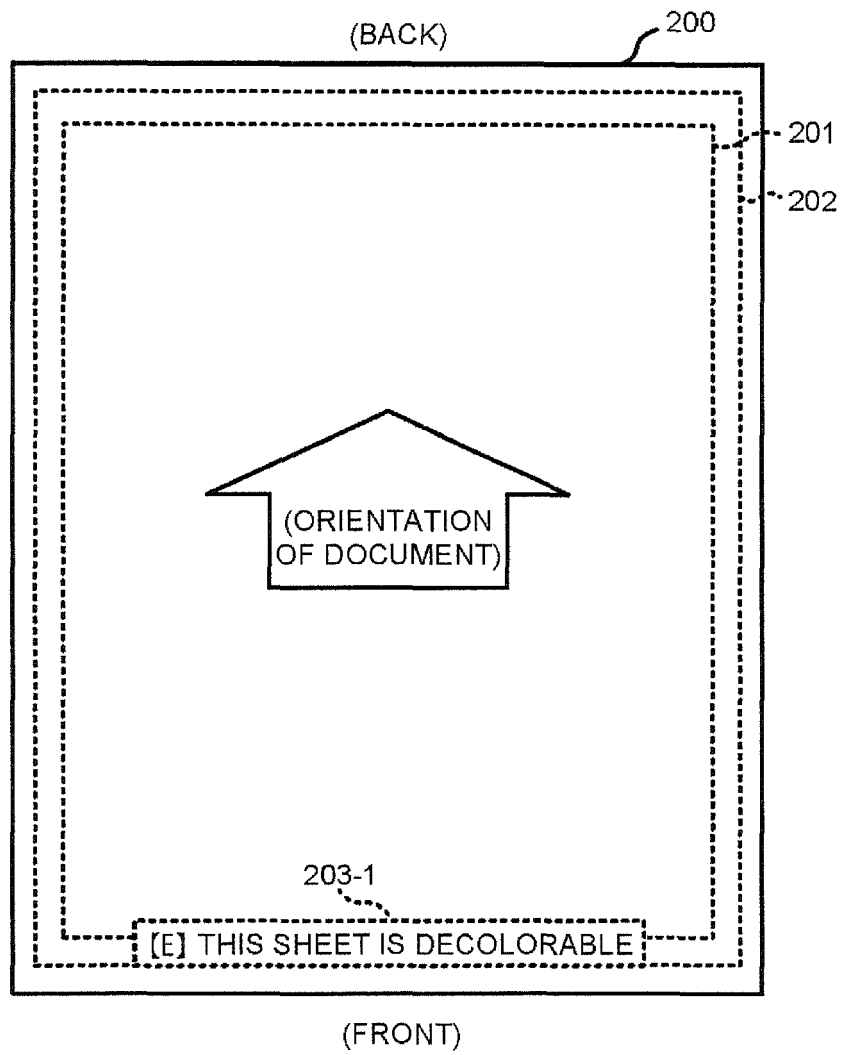 (BACK)
200
201
202
(ORIENTATION
OF DOCUMENT)
203-1
【E】 THIS SHEET IS DECOLORABLE
(FRONT)